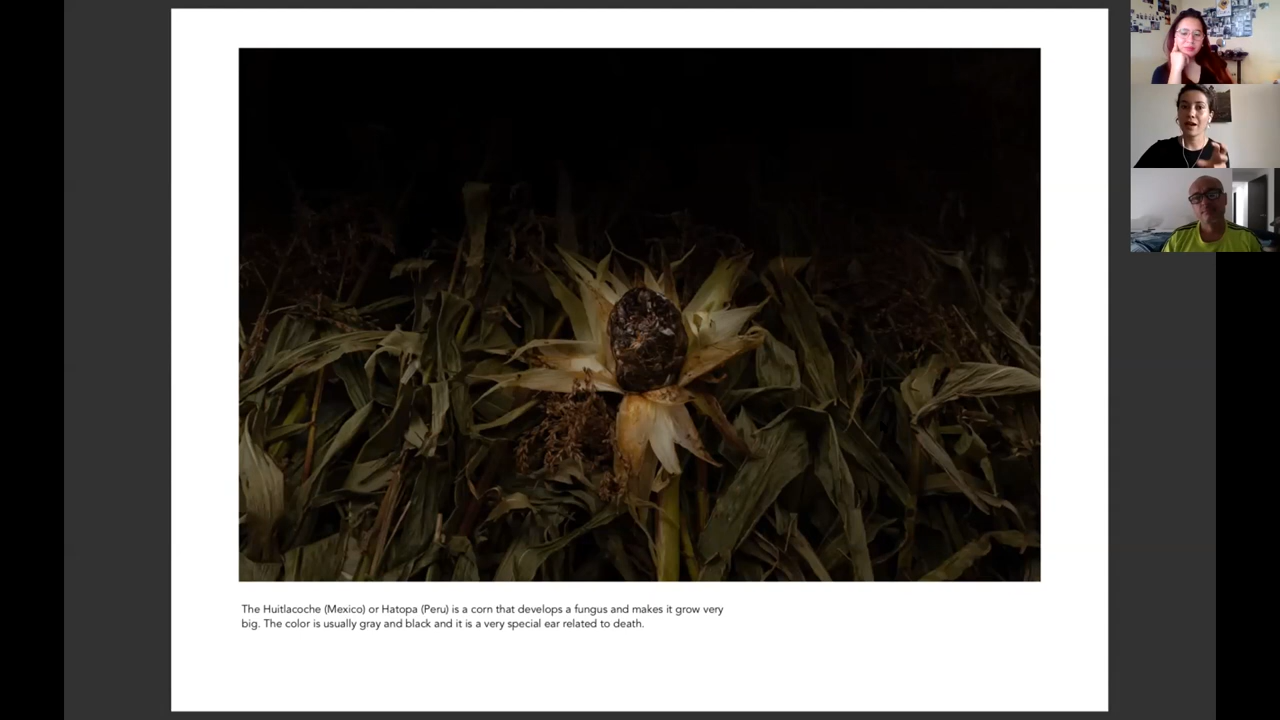 The Huitlacoche (Mexico) or Hatopa (Peru) is a corn that develops a fungus and makes it grow very
big. The color is usually gray and black and it is a very special ear related to death.